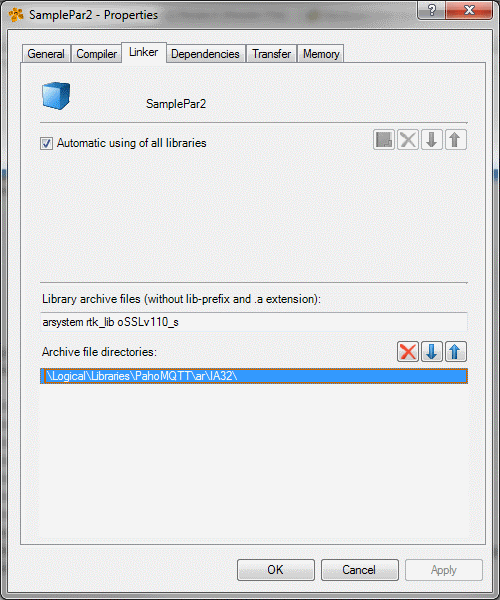 SamplePar2 - Properties
General Compiler Linker Dependencies Transfer Memory
SamplePar2
Automatic using of all libraries
Library archive files (without lib-prefix and .a extension):
arsystem rtk_lib oSSLv110_s
Archive file directories:
\Logical\Libraries\PahoMQTT\ar\IA32\
OK Cancel Apply